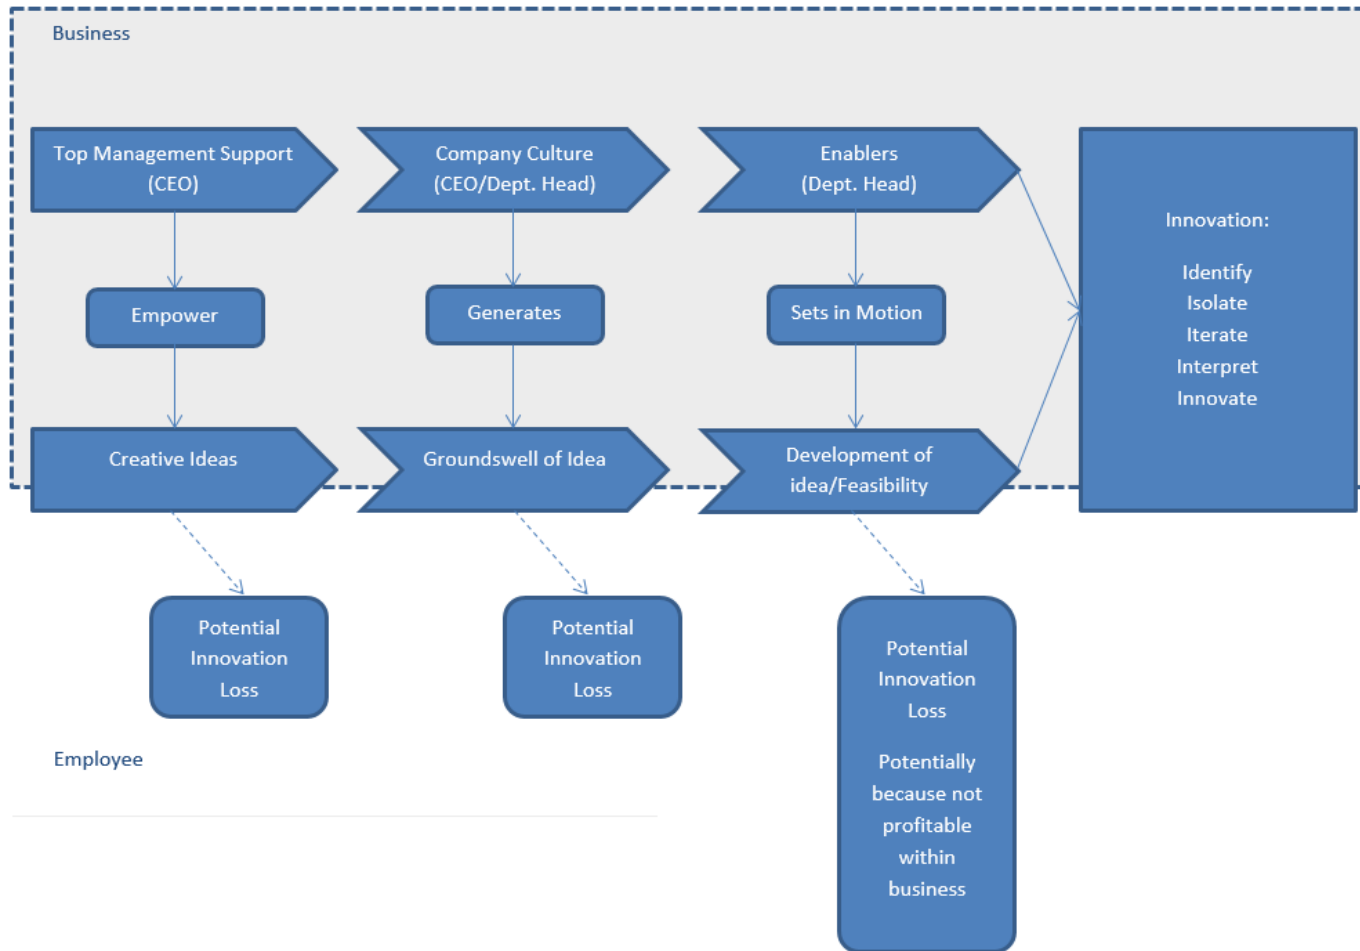 Business
Top Management Support
(CEO)
Company Culture
(CEO/Dept. Head)
Enablers
(Dept. Head)
Innovation:
Identify
Isolate
Iterate
Interpret
Innovate
Empower
Generates
Sets in Motion
Creative Ideas
Groundswell of Idea
Development of
idea/Feasibility
Potential
Innovation
Loss
Potential
Innovation
Loss
Potential
Innovation
Loss
Potentially
because not
profitable
within
business
Employee